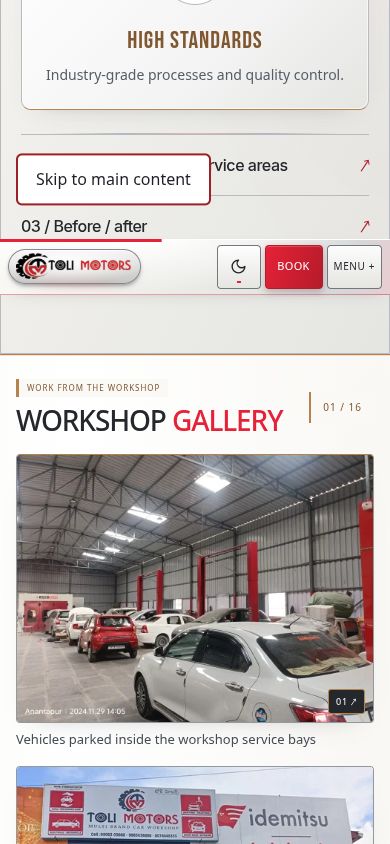 HIGH STANDARDS
Industry-grade processes and quality control.
rvice areas ↗
Skip to main content
03 / Before / after ↗
TOLI MOTORS
BOOK
MENU +
WORK FROM THE WORKSHOP
WORKSHOP GALLERY
01 / 16
Anantapur 2024.11.29 14:05
01 ↗
Vehicles parked inside the workshop service bays
TOLI MOTORS
MULTI BRAND CAR WORKSHOP
idemitsu